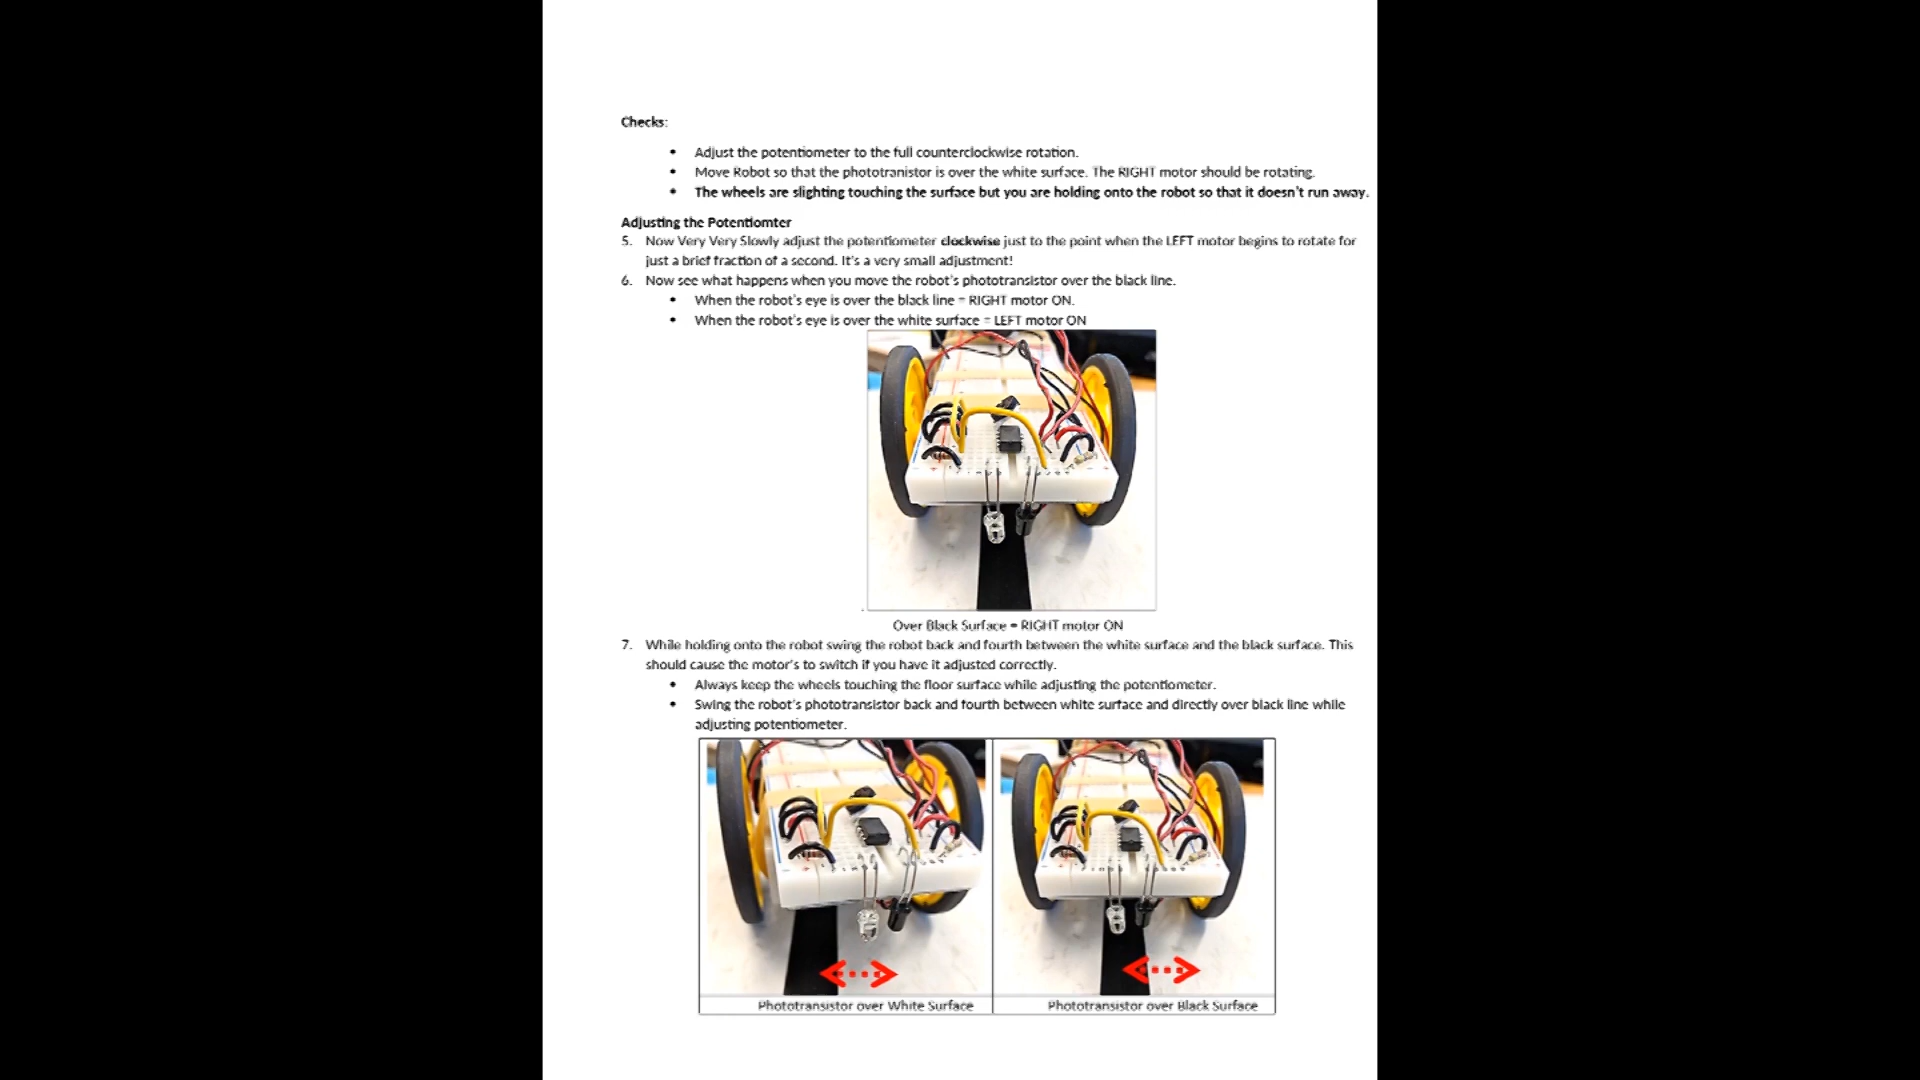 Checks:
• Adjust the potentiometer to the full counterclockwise rotation.
• Move Robot so that the phototranistor is over the white surface. The RIGHT motor should be rotating.
• The wheels are slighting touching the surface but you are holding onto the robot so that it doesn't run away.
Adjusting the Potentiomter
5. Now Very Very Slowly adjust the potentiometer clockwise just to the point when the LEFT motor begins to rotate for
just a brief fraction of a second. It's a very small adjustment!
6. Now see what happens when you move the robot's phototransistor over the black line.
• When the robot's eye is over the black line = RIGHT motor ON.
• When the robot's eye is over the white surface = LEFT motor ON
Over Black Surface = RIGHT motor ON
7. While holding onto the robot swing the robot back and fourth between the white surface and the black surface. This
should cause the motor's to switch if you have it adjusted correctly.
• Always keep the wheels touching the floor surface while adjusting the potentiometer.
• Swing the robot's phototransistor back and fourth between white surface and directly over black line while
adjusting potentiometer.
Phototransistor over White Surface
Phototransistor over Black Surface